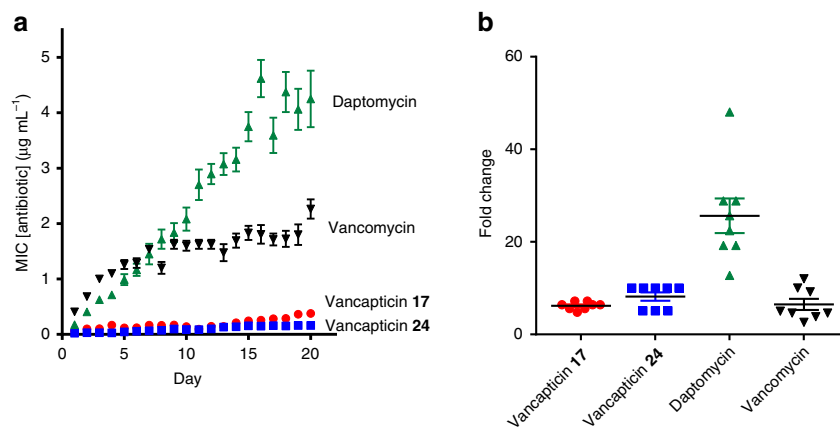 a
MIC [antibiotic] (µg mL⁻¹)
5
4
3
2
1
0
0
5
10
15
20
Day
Daptomycin
Vancomycin
Vancapticin 17
Vancapticin 24
b
Fold change
60
40
20
0
Vancapticin 17
Vancapticin 24
Daptomycin
Vancomycin